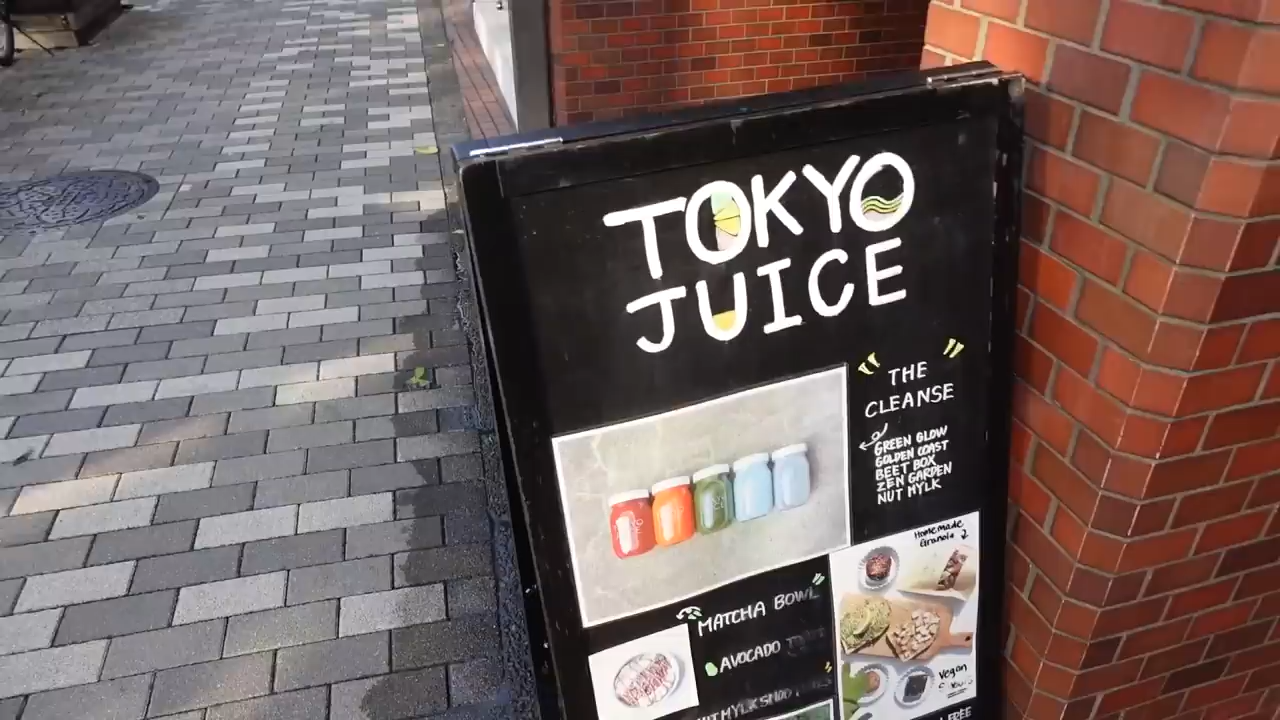 TOKYO
JUICE
THE
CLEANSE
GREEN GLOW
GOLDEN COAST
BEET BOX
ZEN GARDEN
NUT MYLK
Homemade
Granola
MATCHA BOWL
AVOCADO
Vegan
FREE